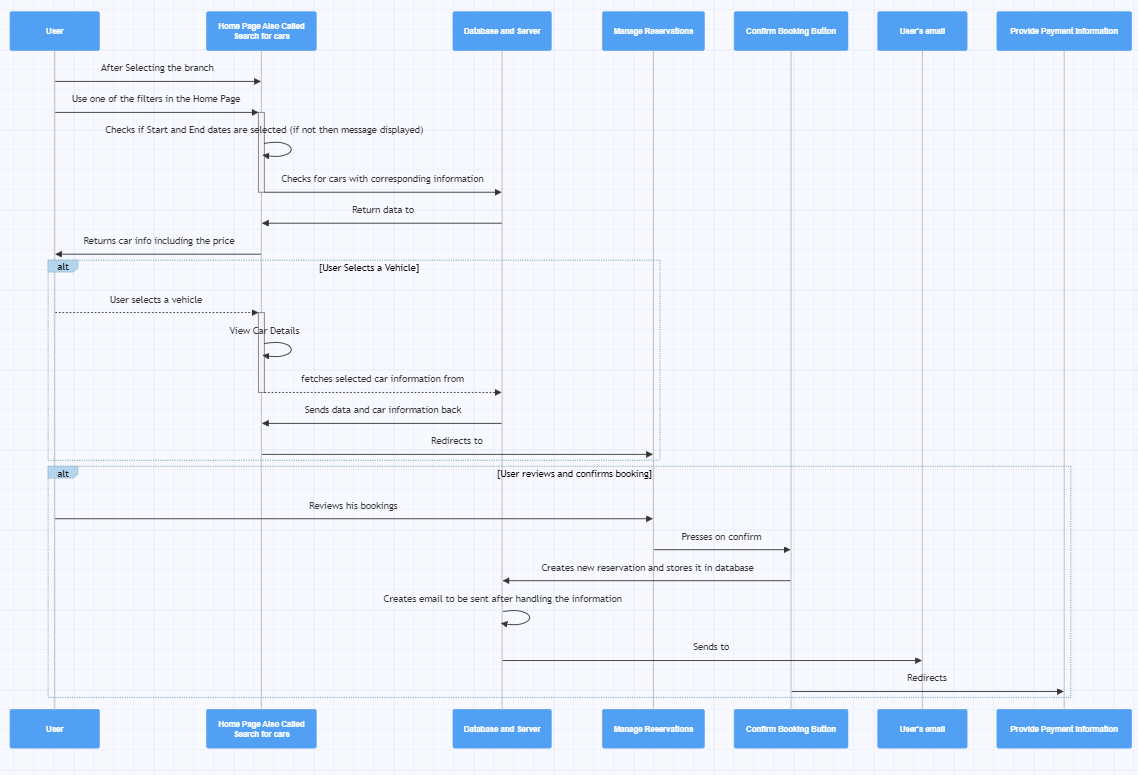 User
Home Page Also Called
Search for cars
Database and Server
Manage Reservations
Confirm Booking Button
User's email
Provide Payment Information
After Selecting the branch
Use one of the filters in the Home Page
Checks if Start and End dates are selected (if not then message displayed)
Checks for cars with corresponding information
Return data to
Returns car info including the price
alt
[User Selects a Vehicle]
User selects a vehicle
View Car Details
fetches selected car information from
Sends data and car information back
Redirects to
alt
[User reviews and confirms booking]
Reviews his bookings
Presses on confirm
Creates new reservation and stores it in database
Creates email to be sent after handling the information
Sends to
Redirects
User
Home Page Also Called
Search for cars
Database and Server
Manage Reservations
Confirm Booking Button
User's email
Provide Payment Information